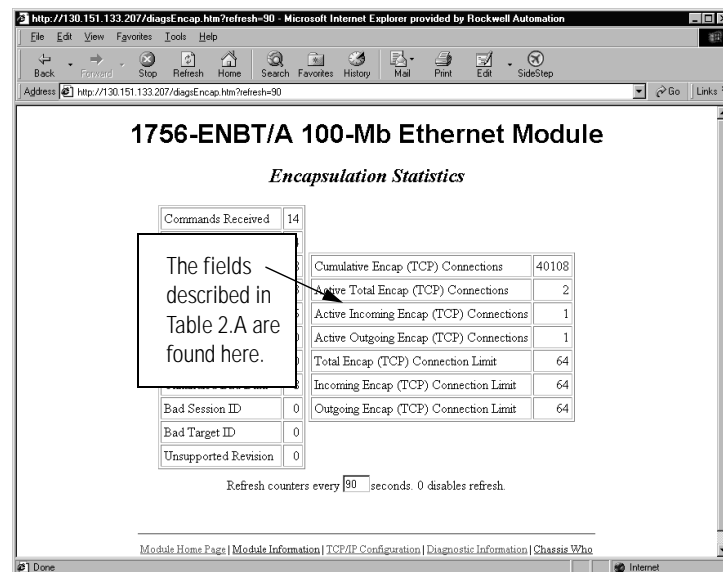 http://130.151.133.207/diagsEncap.htm?refresh=90 - Microsoft Internet Explorer provided by Rockwell Automation
File Edit View Favorites Tools Help
Back Forward Stop Refresh Home Search Favorites History Mail Print Edit SideStep
Address http://130.151.133.207/diagsEncap.htm?refresh=90 Go Links
1756-ENBT/A 100-Mb Ethernet Module
Encapsulation Statistics
Commands Received 14
The fields
described in
Table 2.A are
found here.
Cumulative Encap (TCP) Connections 40108
Active Total Encap (TCP) Connections 2
Active Incoming Encap (TCP) Connections 1
Active Outgoing Encap (TCP) Connections 1
Total Encap (TCP) Connection Limit 64
Incoming Encap (TCP) Connection Limit 64
Outgoing Encap (TCP) Connection Limit 64
Bad Session ID 0
Bad Target ID 0
Unsupported Revision 0
Refresh counters every 90 seconds. 0 disables refresh.
Module Home Page | Module Information | TCP/IP Configuration | Diagnostic Information | Chassis Who
Done Internet